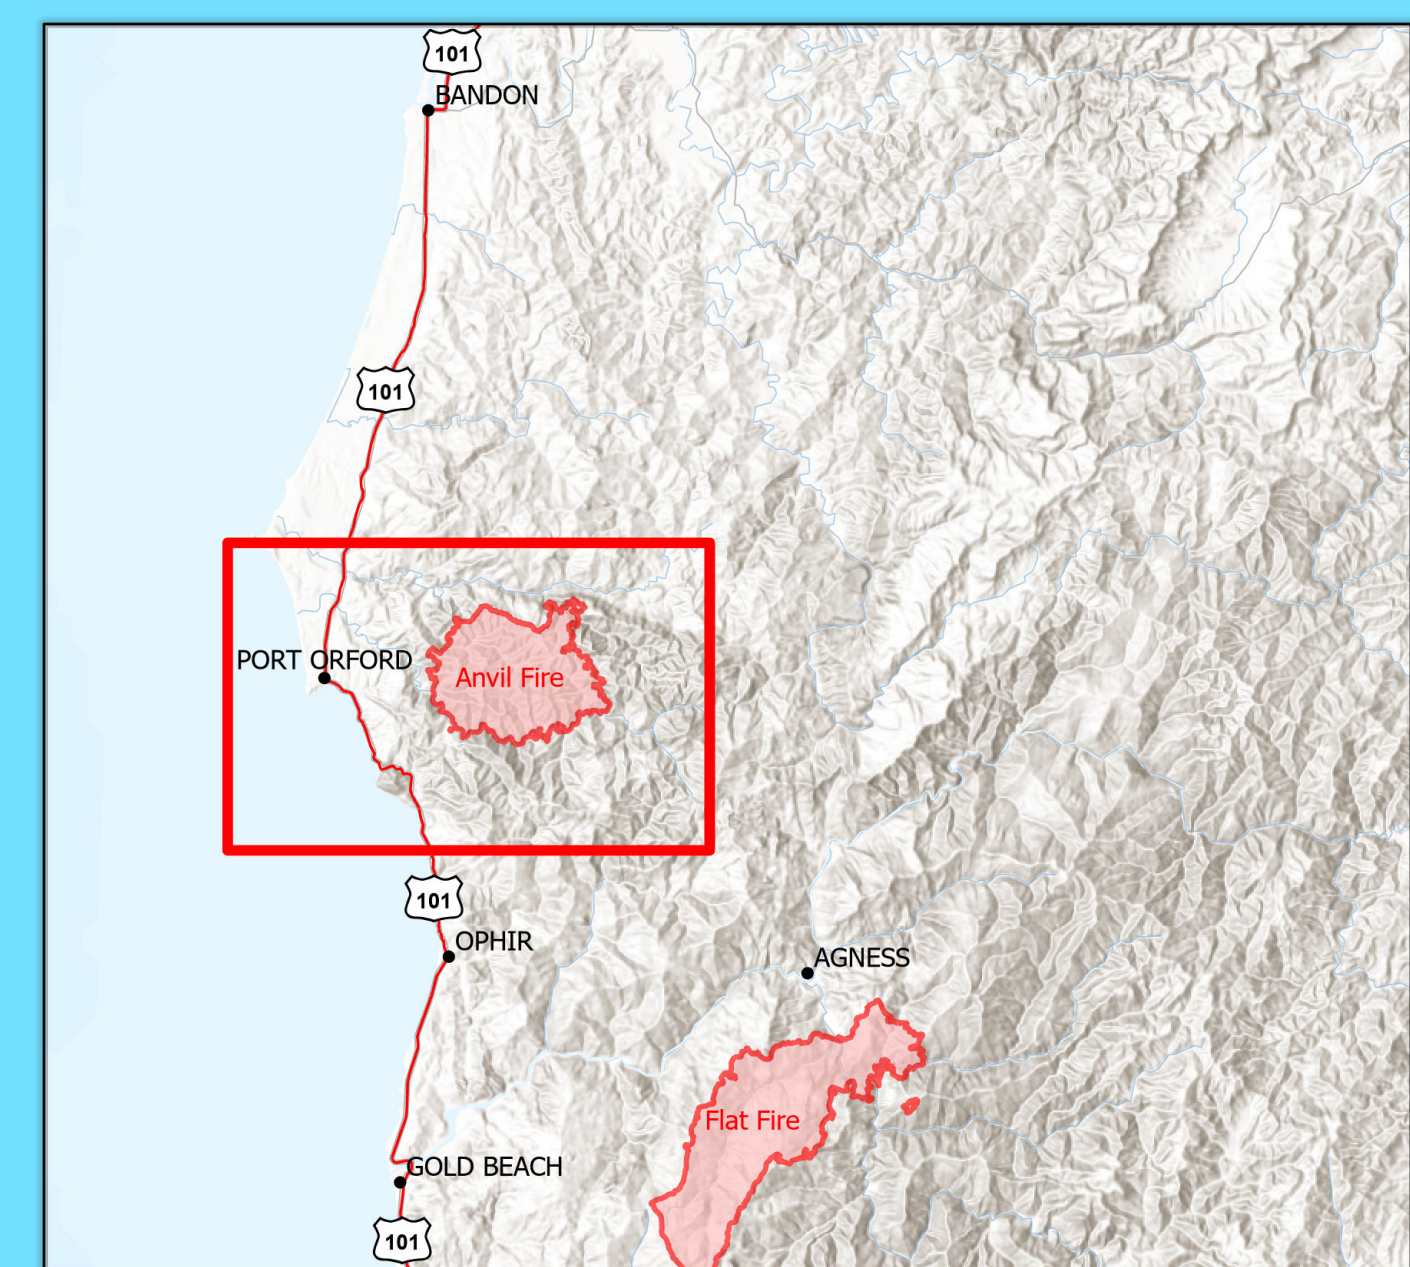 101
BANDON
101
PORT ORFORD
Anvil Fire
101
OPHIR
AGNESS
Flat Fire
GOLD BEACH
101